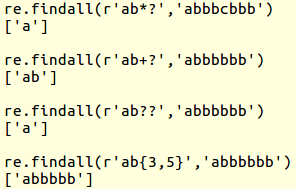 re.findall(r'ab*?','abbbcbbb')
['a']
re.findall(r'ab+?','abbbbbb')
['ab']
re.findall(r'ab??','abbbbbb')
['a']
re.findall(r'ab{3,5}','abbbbbb')
['abbbbb']